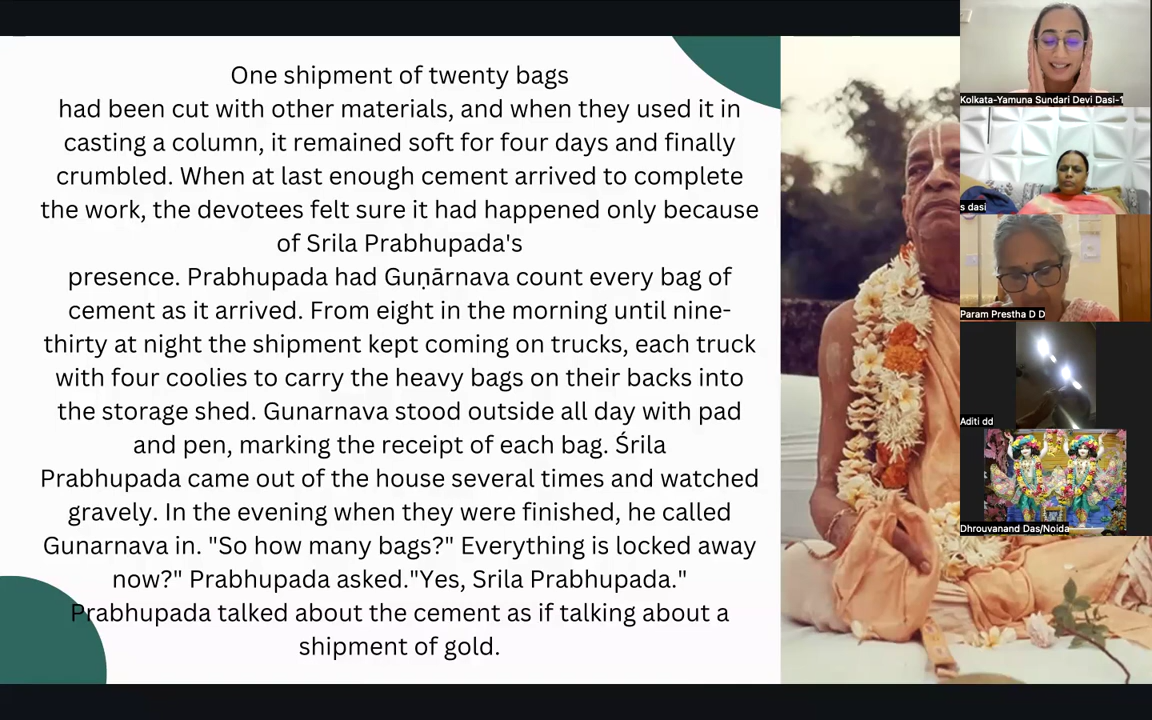 One shipment of twenty bags
had been cut with other materials, and when they used it in
casting a column, it remained soft for four days and finally
crumbled. When at last enough cement arrived to complete
the work, the devotees felt sure it had happened only because
of Srila Prabhupada's
presence. Prabhupada had Guṇārnava count every bag of
cement as it arrived. From eight in the morning until nine-
thirty at night the shipment kept coming on trucks, each truck
with four coolies to carry the heavy bags on their backs into
the storage shed. Gunarnava stood outside all day with pad
and pen, marking the receipt of each bag. Śrila
Prabhupada came out of the house several times and watched
gravely. In the evening when they were finished, he called
Gunarnava in. "So how many bags?" Everything is locked away
now?" Prabhupada asked."Yes, Srila Prabhupada."
Prabhupada talked about the cement as if talking about a
shipment of gold.
Kolkata-Yamuna Sundari Devi Dasi-1
s dasi
Param Prestha D D
Aditi dd
Dhrouvanand Das/Noida